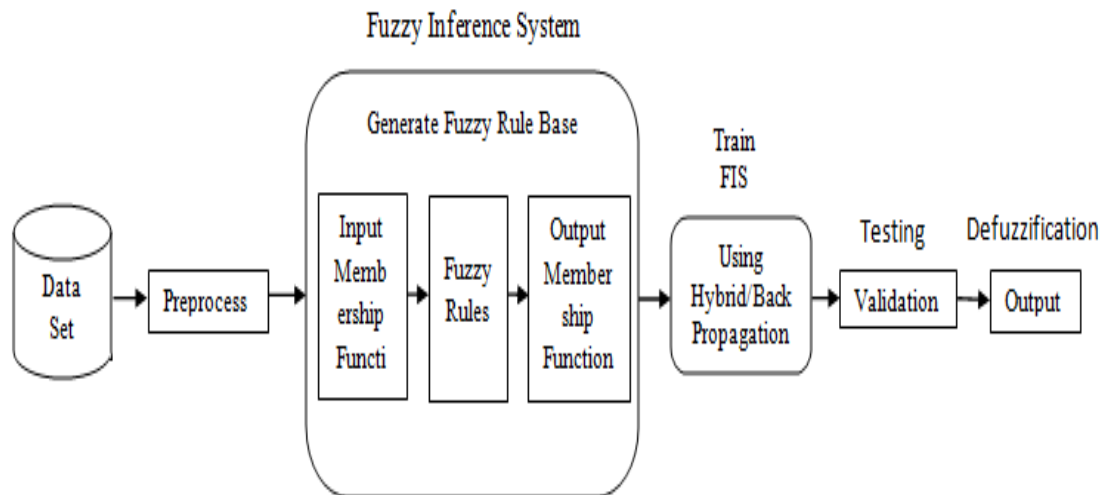 Fuzzy Inference System
Generate Fuzzy Rule Base
Data
Set
Preprocess
Input
Memb
ership
Functi
Fuzzy
Rules
Output
Member
ship
Function
Train
FIS
Using
Hybrid/Back
Propagation
Testing
Validation
Defuzzification
Output